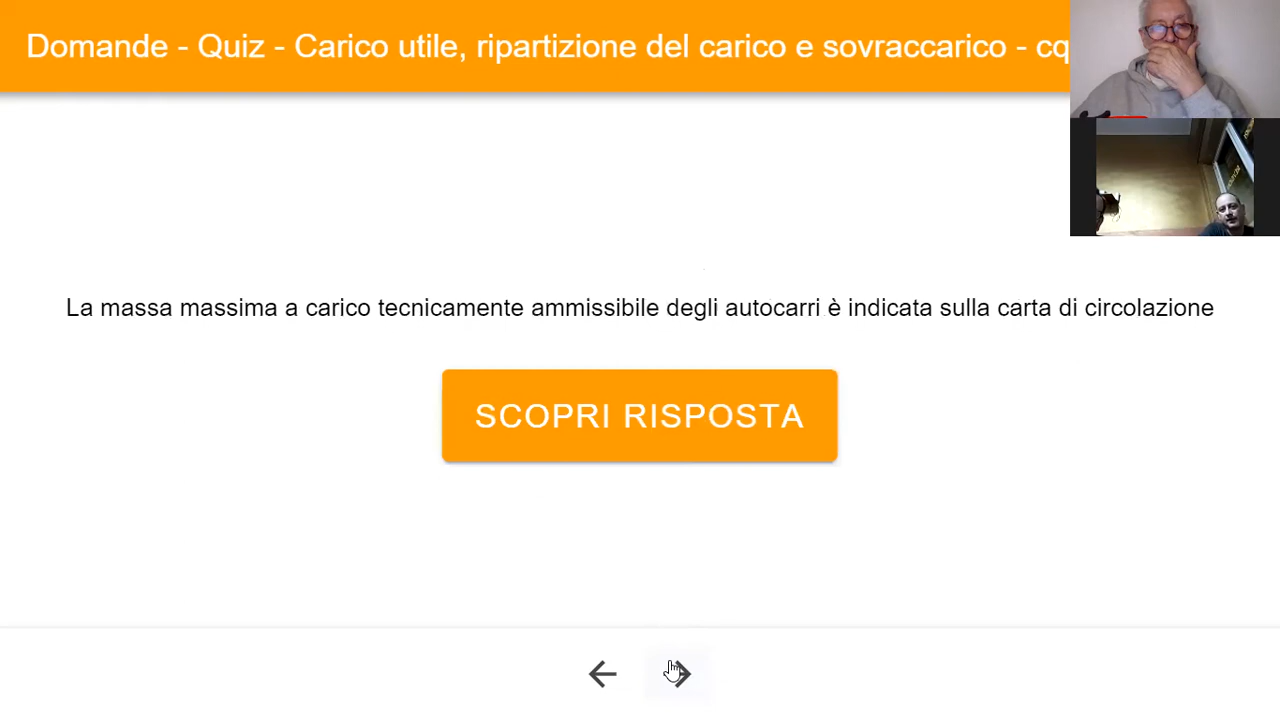 Domande - Quiz - Carico utile, ripartizione del carico e sovraccarico - cq
La massa massima a carico tecnicamente ammissibile degli autocarri è indicata sulla carta di circolazione
SCOPRI RISPOSTA